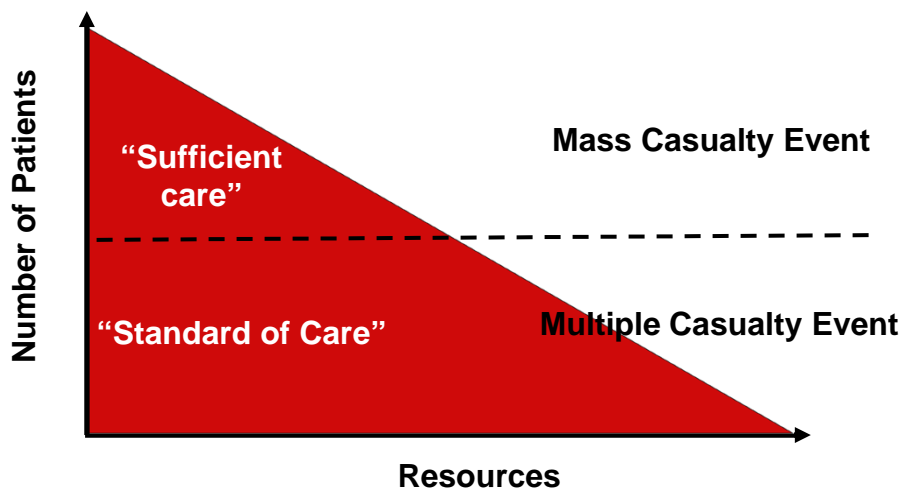 Number of Patients
“Sufficient
care”
Mass Casualty Event
“Standard of Care”
Multiple Casualty Event
Resources